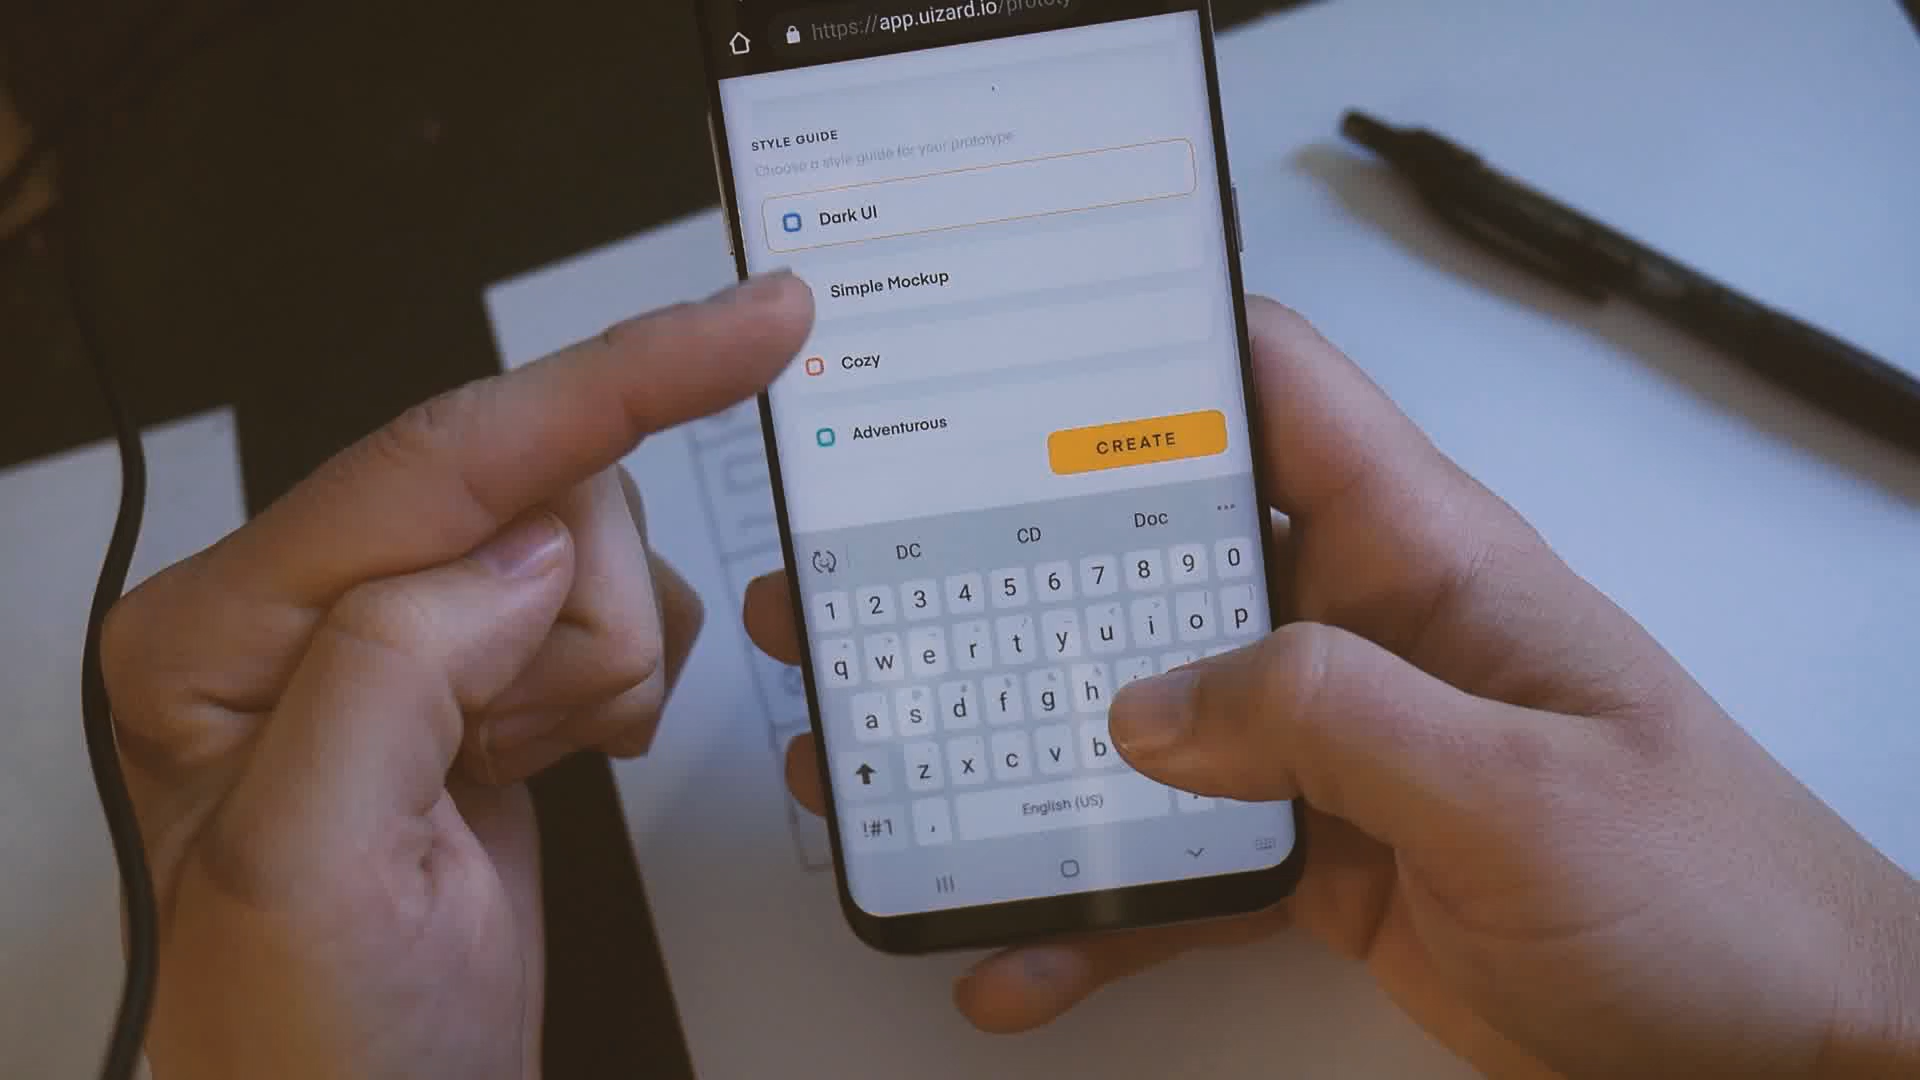 https://app.uizard.io/prototy
STYLE GUIDE
Choose a style guide for your prototype
Dark UI
Simple Mockup
Cozy
Adventurous
CREATE
DC CD Doc ...
1 2 3 4 5 6 7 8 9 0
q w e r t y u i o p
a s d f g h
z x c v b
!#1 , English (US) .